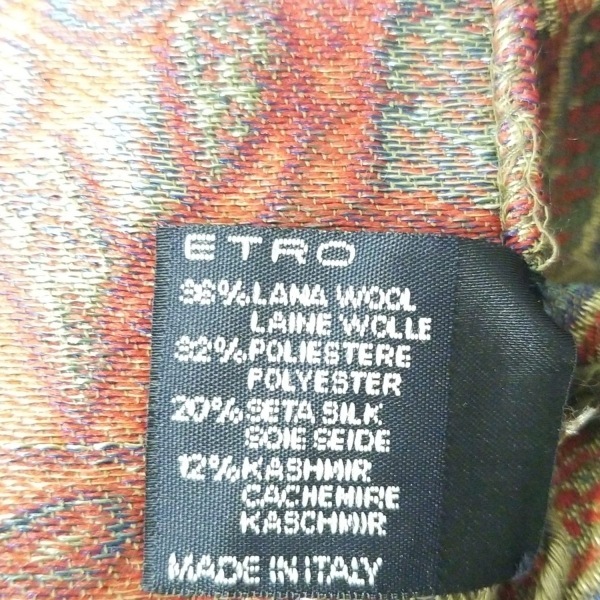 ETRO
36% LANA WOOL
LAINE WOLLE
32% POLIESTERE
POLYESTER
20% SETA SILK
SOIE SEIDE
12% KASHMIR
CACHEMIRE
KASCHMIR
MADE IN ITALY